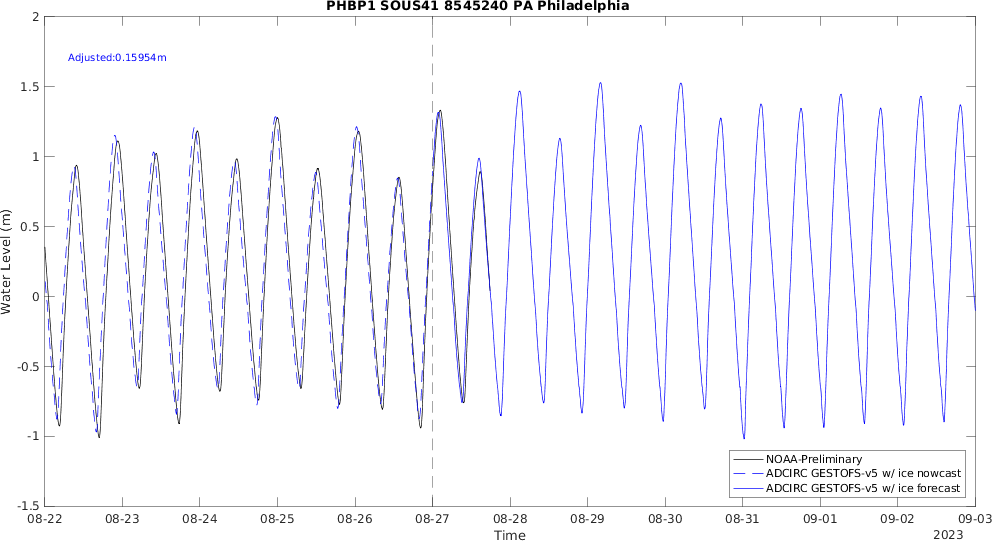 PHBP1 SOUS41 8545240 PA Philadelphia
Adjusted:0.15954m
Water Level (m)
2
1.5
1
0.5
0
-0.5
-1
-1.5
NOAA-Preliminary
ADCIRC GESTOFS-v5 w/ ice nowcast
ADCIRC GESTOFS-v5 w/ ice forecast
08-22 08-23 08-24 08-25 08-26 08-27 08-28 08-29 08-30 08-31 09-01 09-02 09-03
Time
2023